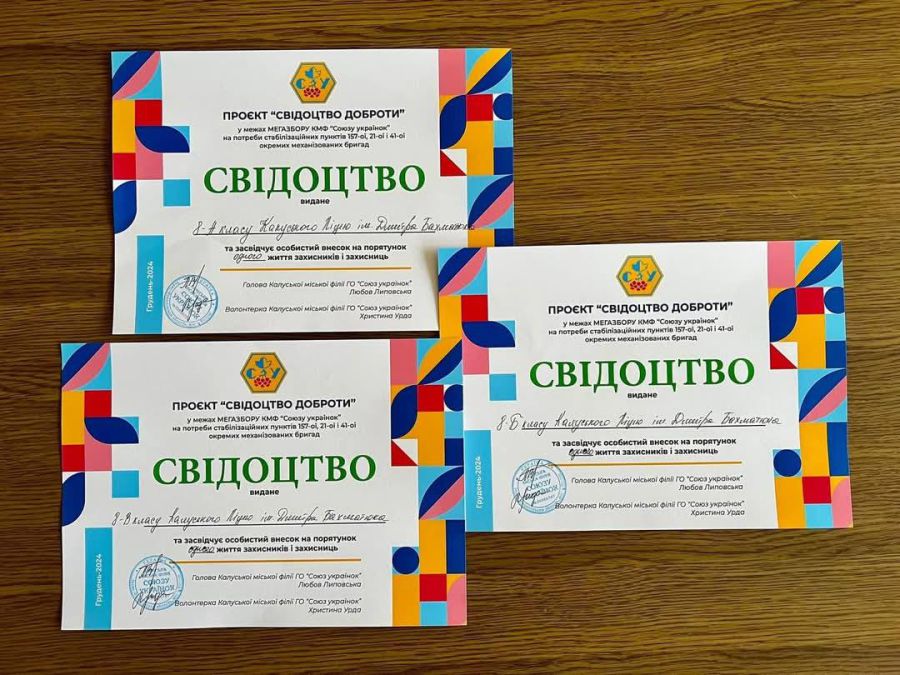 СЗУ
ПРОЄКТ “СВІДОЦТВО ДОБРОТИ”
у межах МЕГАЗБОРУ КМФ “Союзу українок”
на потреби стабілізаційних пунктів 157-ої, 21-ої і 41-ої
окремих механізованих бригад
СВІДОЦТВО
видане
8-А класу Калуського ліцею ім. Дмитра Бахматюка
та засвідчує особистий внесок на порятунок
одного життя захисників і захисниць
Голова Калуської міської філії ГО “Союз українок”
Любов Липовська
Волонтерка Калуської міської філії ГО “Союз українок”
Христина Урда
Грудень-2024
СЗУ
ПРОЄКТ “СВІДОЦТВО ДОБРОТИ”
у межах МЕГАЗБОРУ КМФ “Союзу українок”
на потреби стабілізаційних пунктів 157-ої, 21-ої і 41-ої
окремих механізованих бригад
СВІДОЦТВО
видане
8-Б класу Калуського ліцею ім. Дмитра Бахматюка
та засвідчує особистий внесок на порятунок
одного життя захисників і захисниць
Голова Калуської міської філії ГО “Союз українок”
Любов Липовська
Волонтерка Калуської міської філії ГО “Союз українок”
Христина Урда
Грудень-2024
СОЮЗУ
УКРАЇНОК
СЗУ
ПРОЄКТ “СВІДОЦТВО ДОБРОТИ”
у межах МЕГАЗБОРУ КМФ “Союзу українок”
на потреби стабілізаційних пунктів 157-ої, 21-ої і 41-ої
окремих механізованих бригад
СВІДОЦТВО
видане
8-В класу Калуського ліцею ім. Дмитра Бахматюка
та засвідчує особистий внесок на порятунок
одного життя захисників і захисниць
Голова Калуської міської філії ГО “Союз українок”
Любов Липовська
Волонтерка Калуської міської філії ГО “Союз українок”
Христина Урда
Грудень-2024
СОЮЗУ
УКРАЇНОК